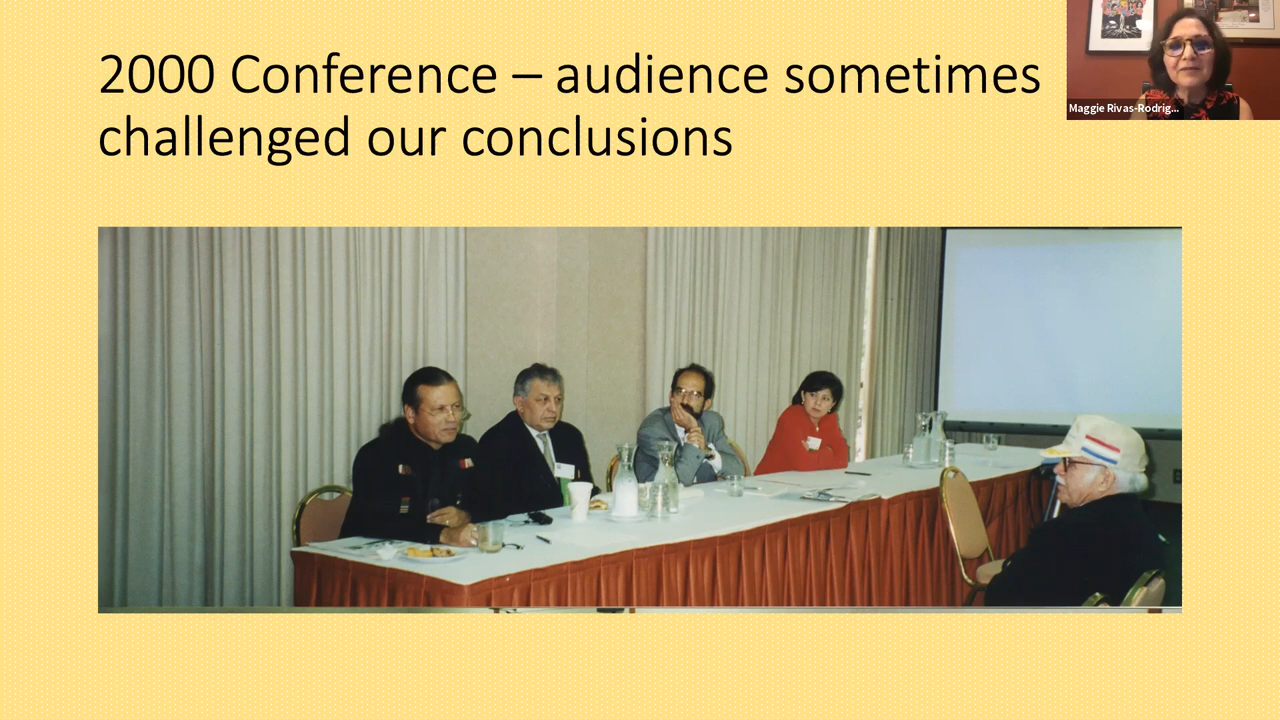 2000 Conference – audience sometimes
challenged our conclusions
Maggie Rivas-Rodrig...